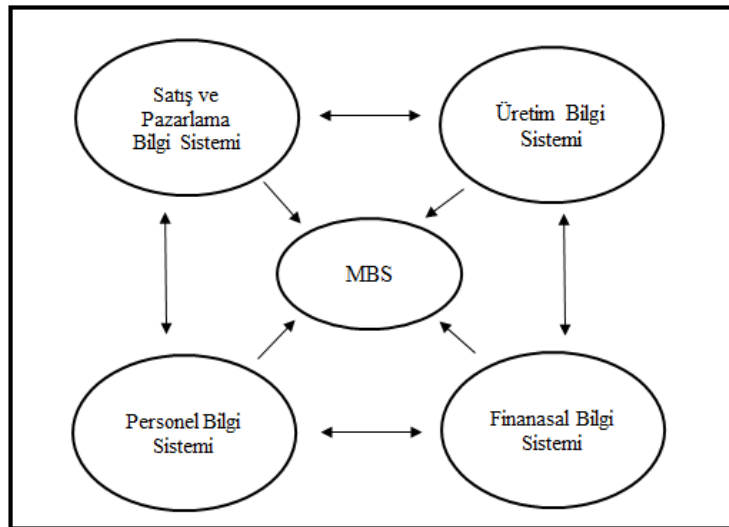 Satış ve
Pazarlama
Bilgi Sistemi
Üretim Bilgi
Sistemi
MBS
Personel Bilgi
Sistemi
Finanasal Bilgi
Sistemi